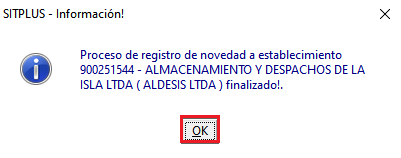 SITPLUS - Información!
Proceso de registro de novedad a establecimiento
900251544 - ALMACENAMIENTO Y DESPACHOS DE LA
ISLA LTDA ( ALDESIS LTDA ) finalizado!.
OK